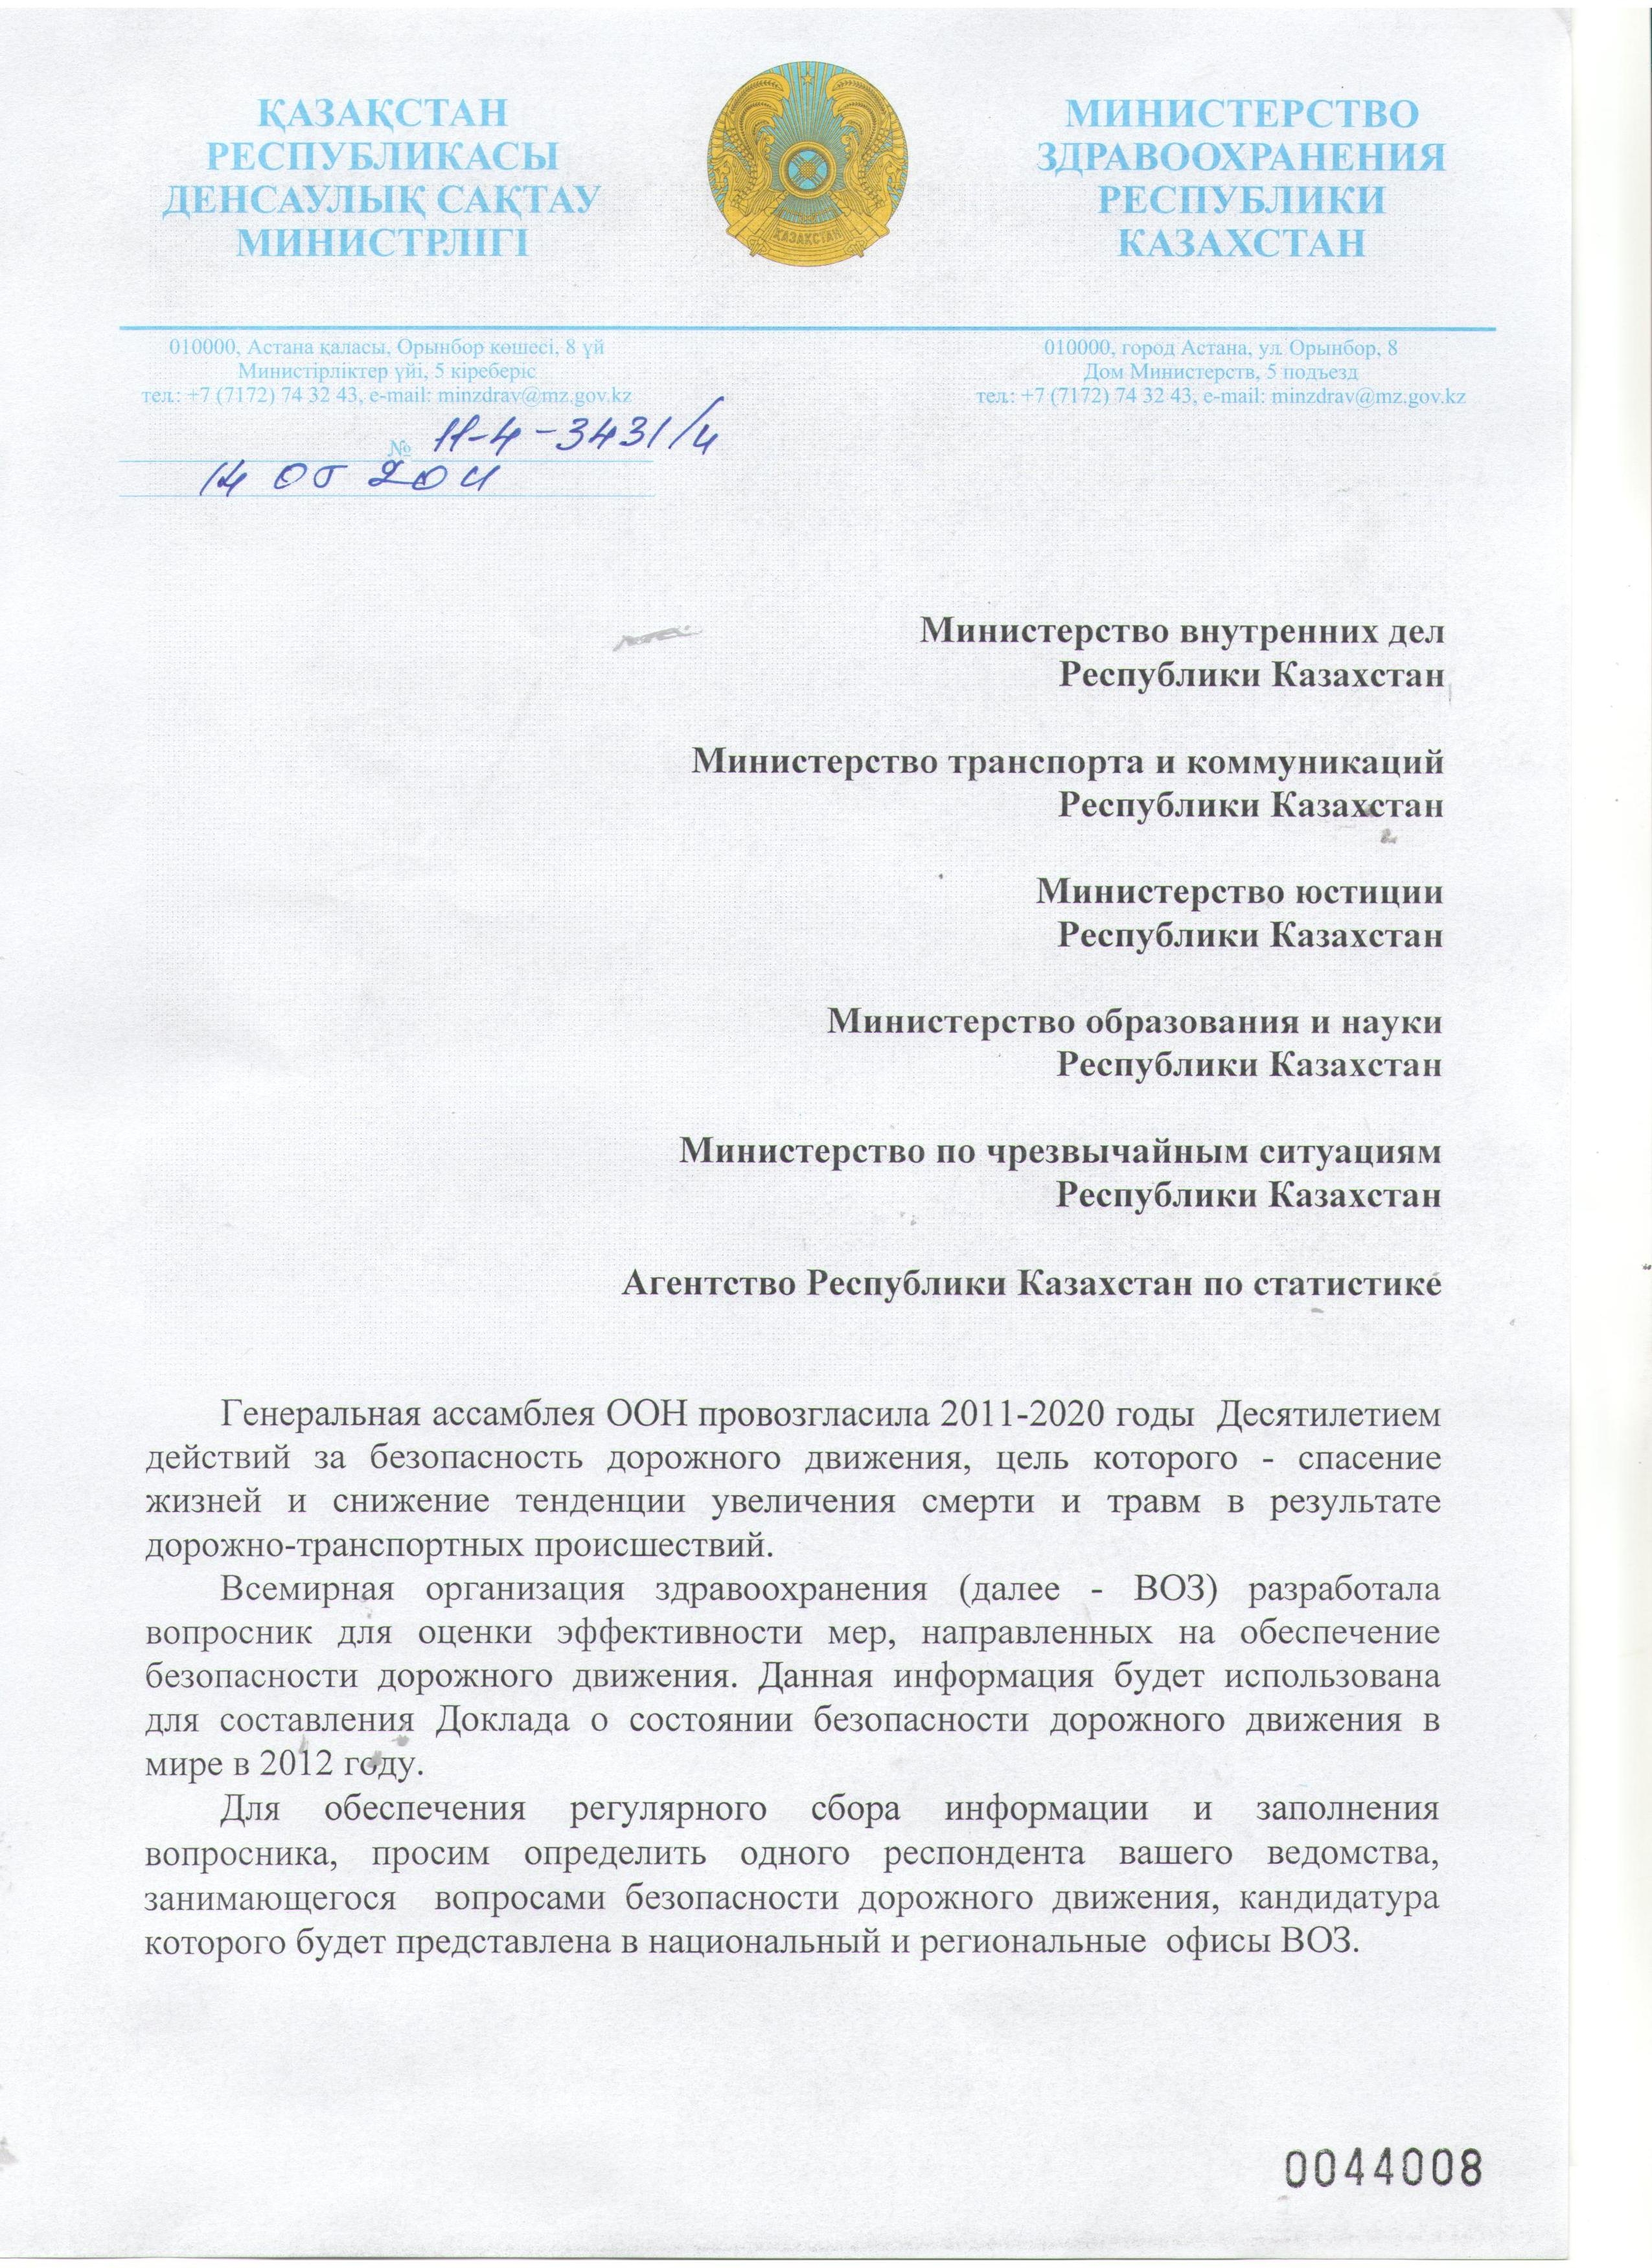 ҚАЗАҚСТАН
РЕСПУБЛИКАСЫ
ДЕНСАУЛЫҚ САҚТАУ
МИНИСТРЛІГІ
ҚАЗАҚСТАН
МИНИСТЕРСТВО
ЗДРАВООХРАНЕНИЯ
РЕСПУБЛИКИ
КАЗАХСТАН
010000, Астана қаласы, Орынбор көшесі, 8 үй
Министірліктер үйі, 5 кіреберіс
тел.: +7 (7172) 74 32 43, e-mail: minzdrav@mz.gov.kz
010000, город Астана, ул. Орынбор, 8
Дом Министерств, 5 подъезд
тел.: +7 (7172) 74 32 43, e-mail: minzdrav@mz.gov.kz
№ 11-4-3431/и
14 05 2011
Министерство внутренних дел
Республики Казахстан
Министерство транспорта и коммуникаций
Республики Казахстан
Министерство юстиции
Республики Казахстан
Министерство образования и науки
Республики Казахстан
Министерство по чрезвычайным ситуациям
Республики Казахстан
Агентство Республики Казахстан по статистике
Генеральная ассамблея ООН провозгласила 2011-2020 годы Десятилетием
действий за безопасность дорожного движения, цель которого - спасение
жизней и снижение тенденции увеличения смерти и травм в результате
дорожно-транспортных происшествий.
Всемирная организация здравоохранения (далее - ВОЗ) разработала
вопросник для оценки эффективности мер, направленных на обеспечение
безопасности дорожного движения. Данная информация будет использована
для составления Доклада о состоянии безопасности дорожного движения в
мире в 2012 году.
Для обеспечения регулярного сбора информации и заполнения
вопросника, просим определить одного респондента вашего ведомства,
занимающегося вопросами безопасности дорожного движения, кандидатура
которого будет представлена в национальный и региональные офисы ВОЗ.
0044008